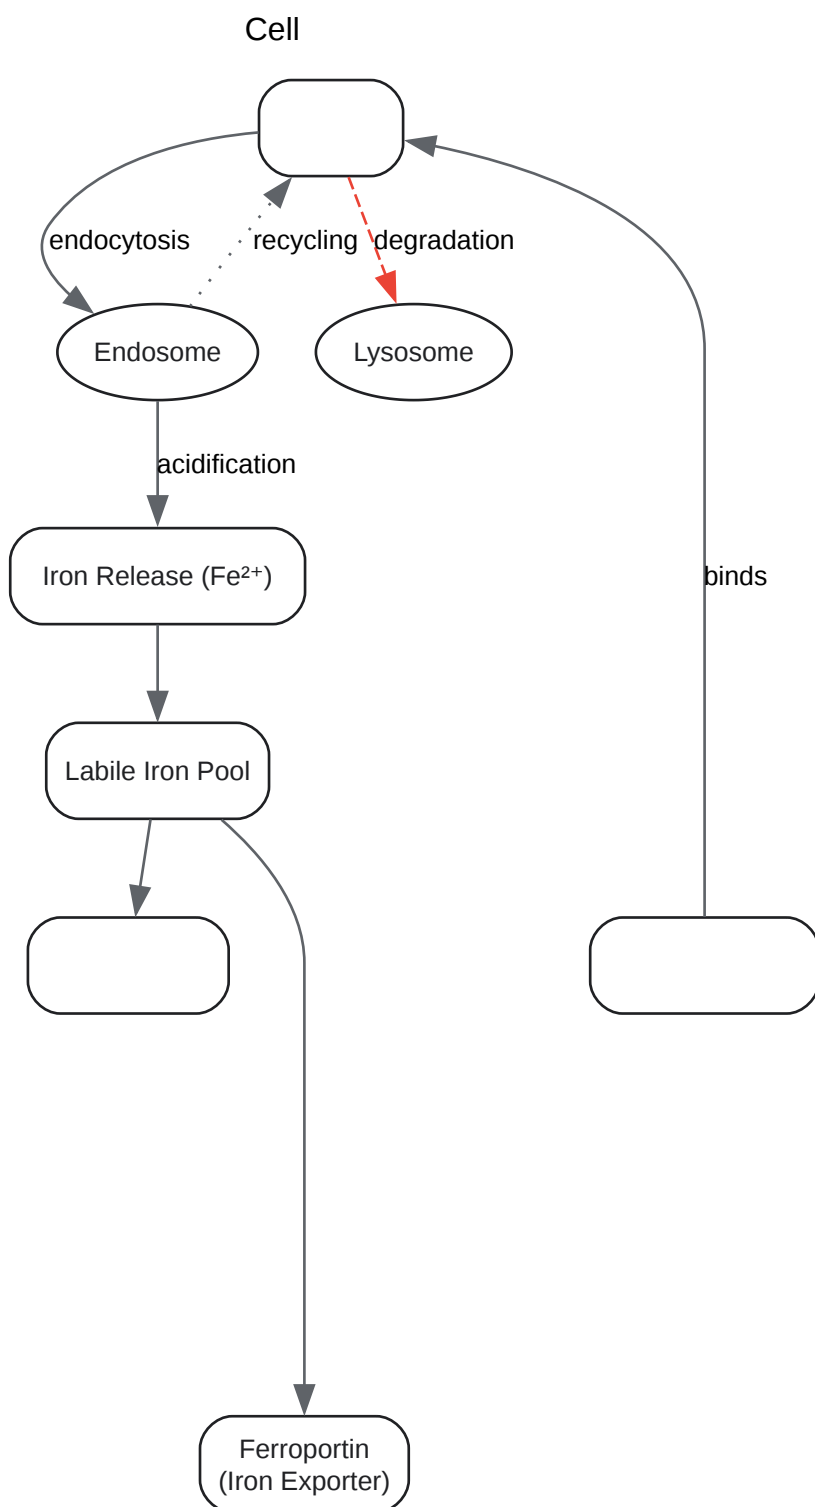 Cell
endocytosis
recycling
degradation
Endosome
Lysosome
acidification
Iron Release (Fe²⁺)
binds
Labile Iron Pool
Ferroportin
(Iron Exporter)